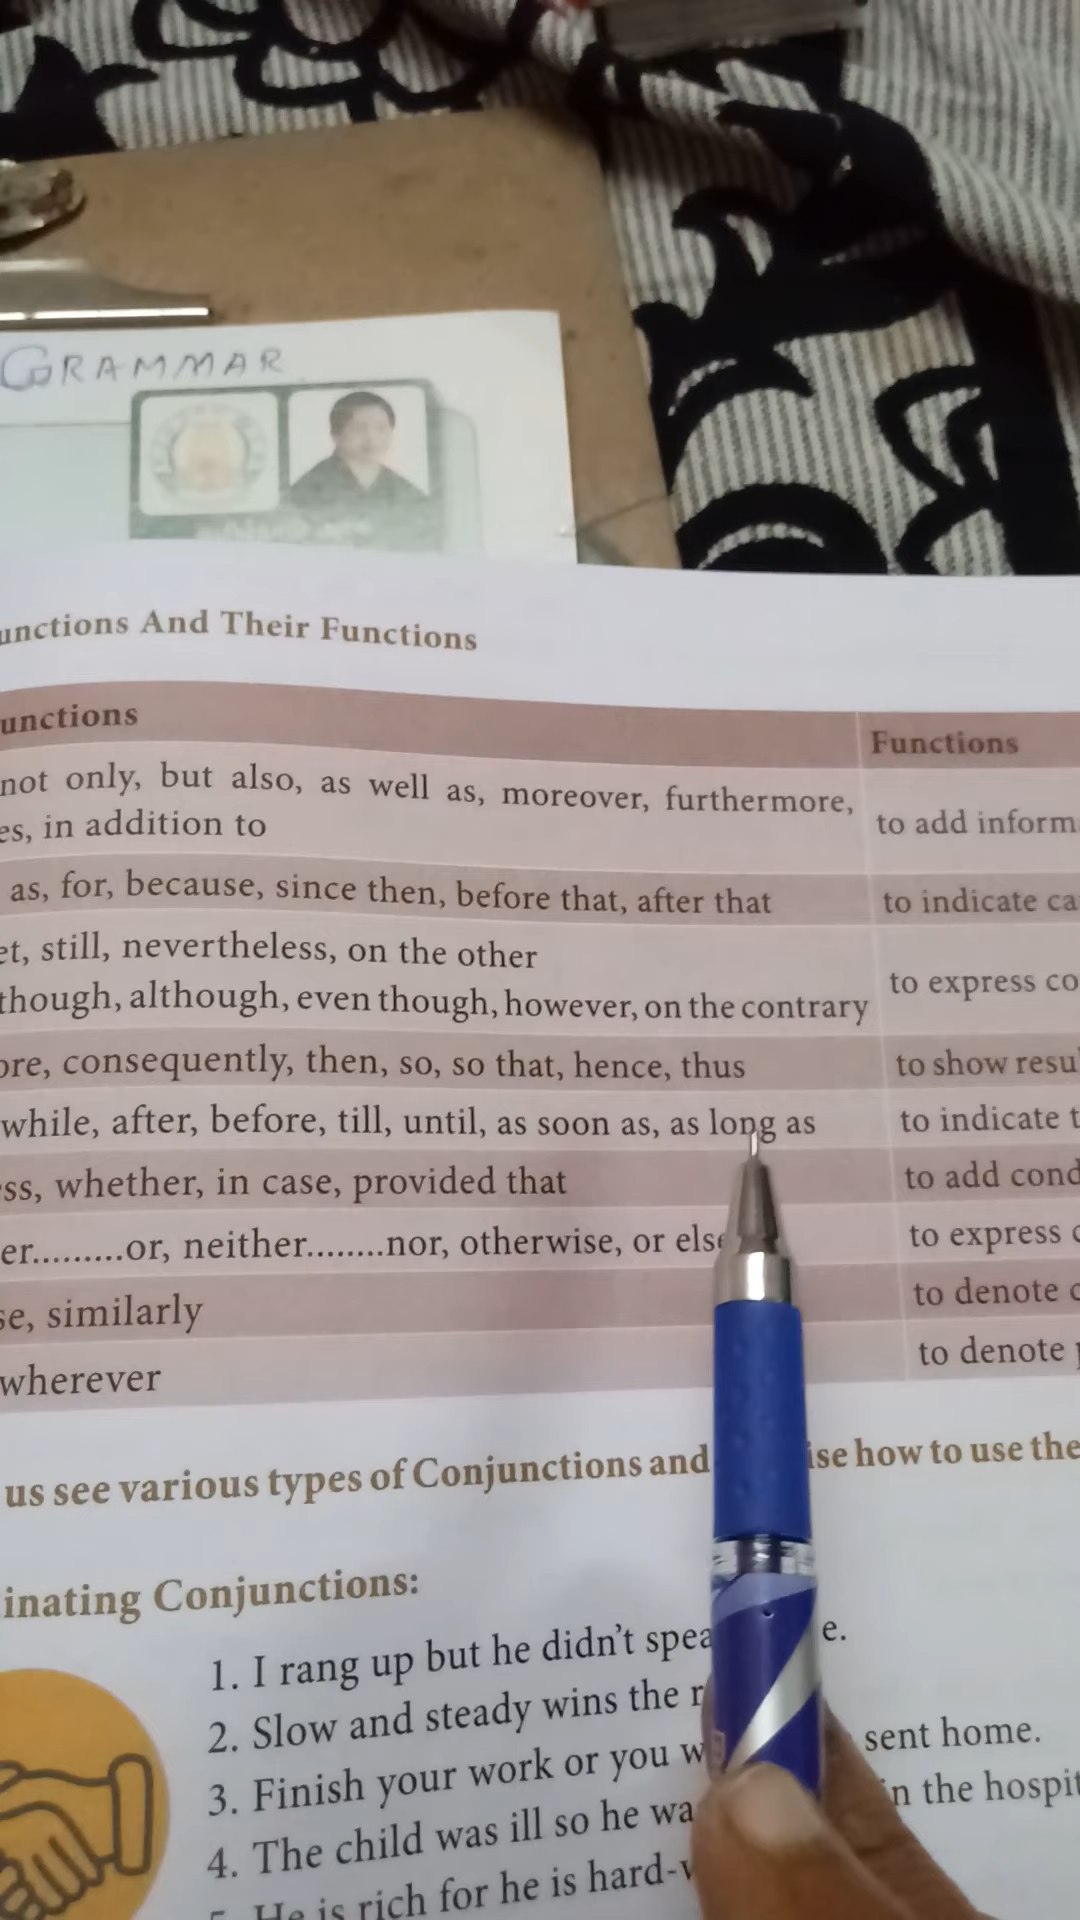 GRAMMAR
unctions And Their Functions
unctions
Functions
not only, but also, as well as, moreover, furthermore,
es, in addition to
to add inform
as, for, because, since then, before that, after that
to indicate ca
et, still, nevertheless, on the other
though, although, even though, however, on the contrary
to express co
ore, consequently, then, so, so that, hence, thus
to show resu
while, after, before, till, until, as soon as, as long as
to indicate t
ss, whether, in case, provided that
to add cond
er.........or, neither........nor, otherwise, or else
to express c
se, similarly
to denote c
wherever
to denote p
us see various types of Conjunctions and ise how to use the
inating Conjunctions:
1. I rang up but he didn't spea e.
2. Slow and steady wins the r
3. Finish your work or you w sent home.
4. The child was ill so he wa in the hospit
5. He is rich for he is hard-w